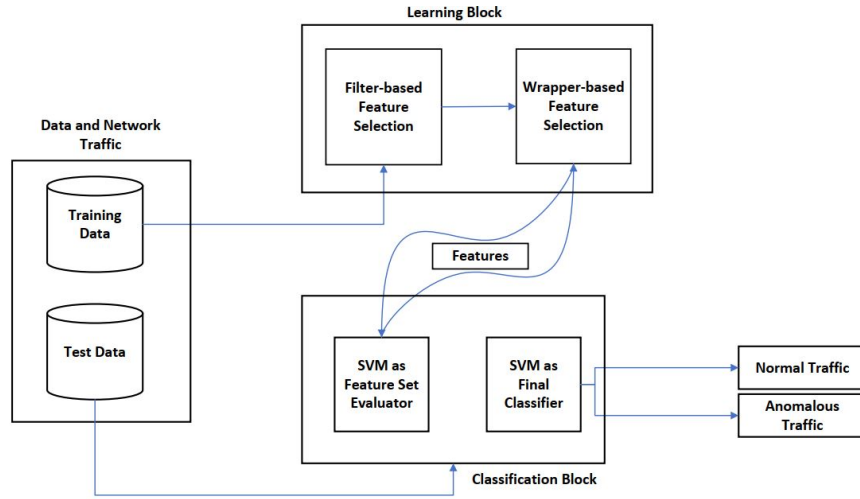 Learning Block
Filter-based
Feature
Selection
Wrapper-based
Feature
Selection
Data and Network
Traffic
Training
Data
Test Data
Features
SVM as
Feature Set
Evaluator
SVM as
Final
Classifier
Normal Traffic
Anomalous
Traffic
Classification Block